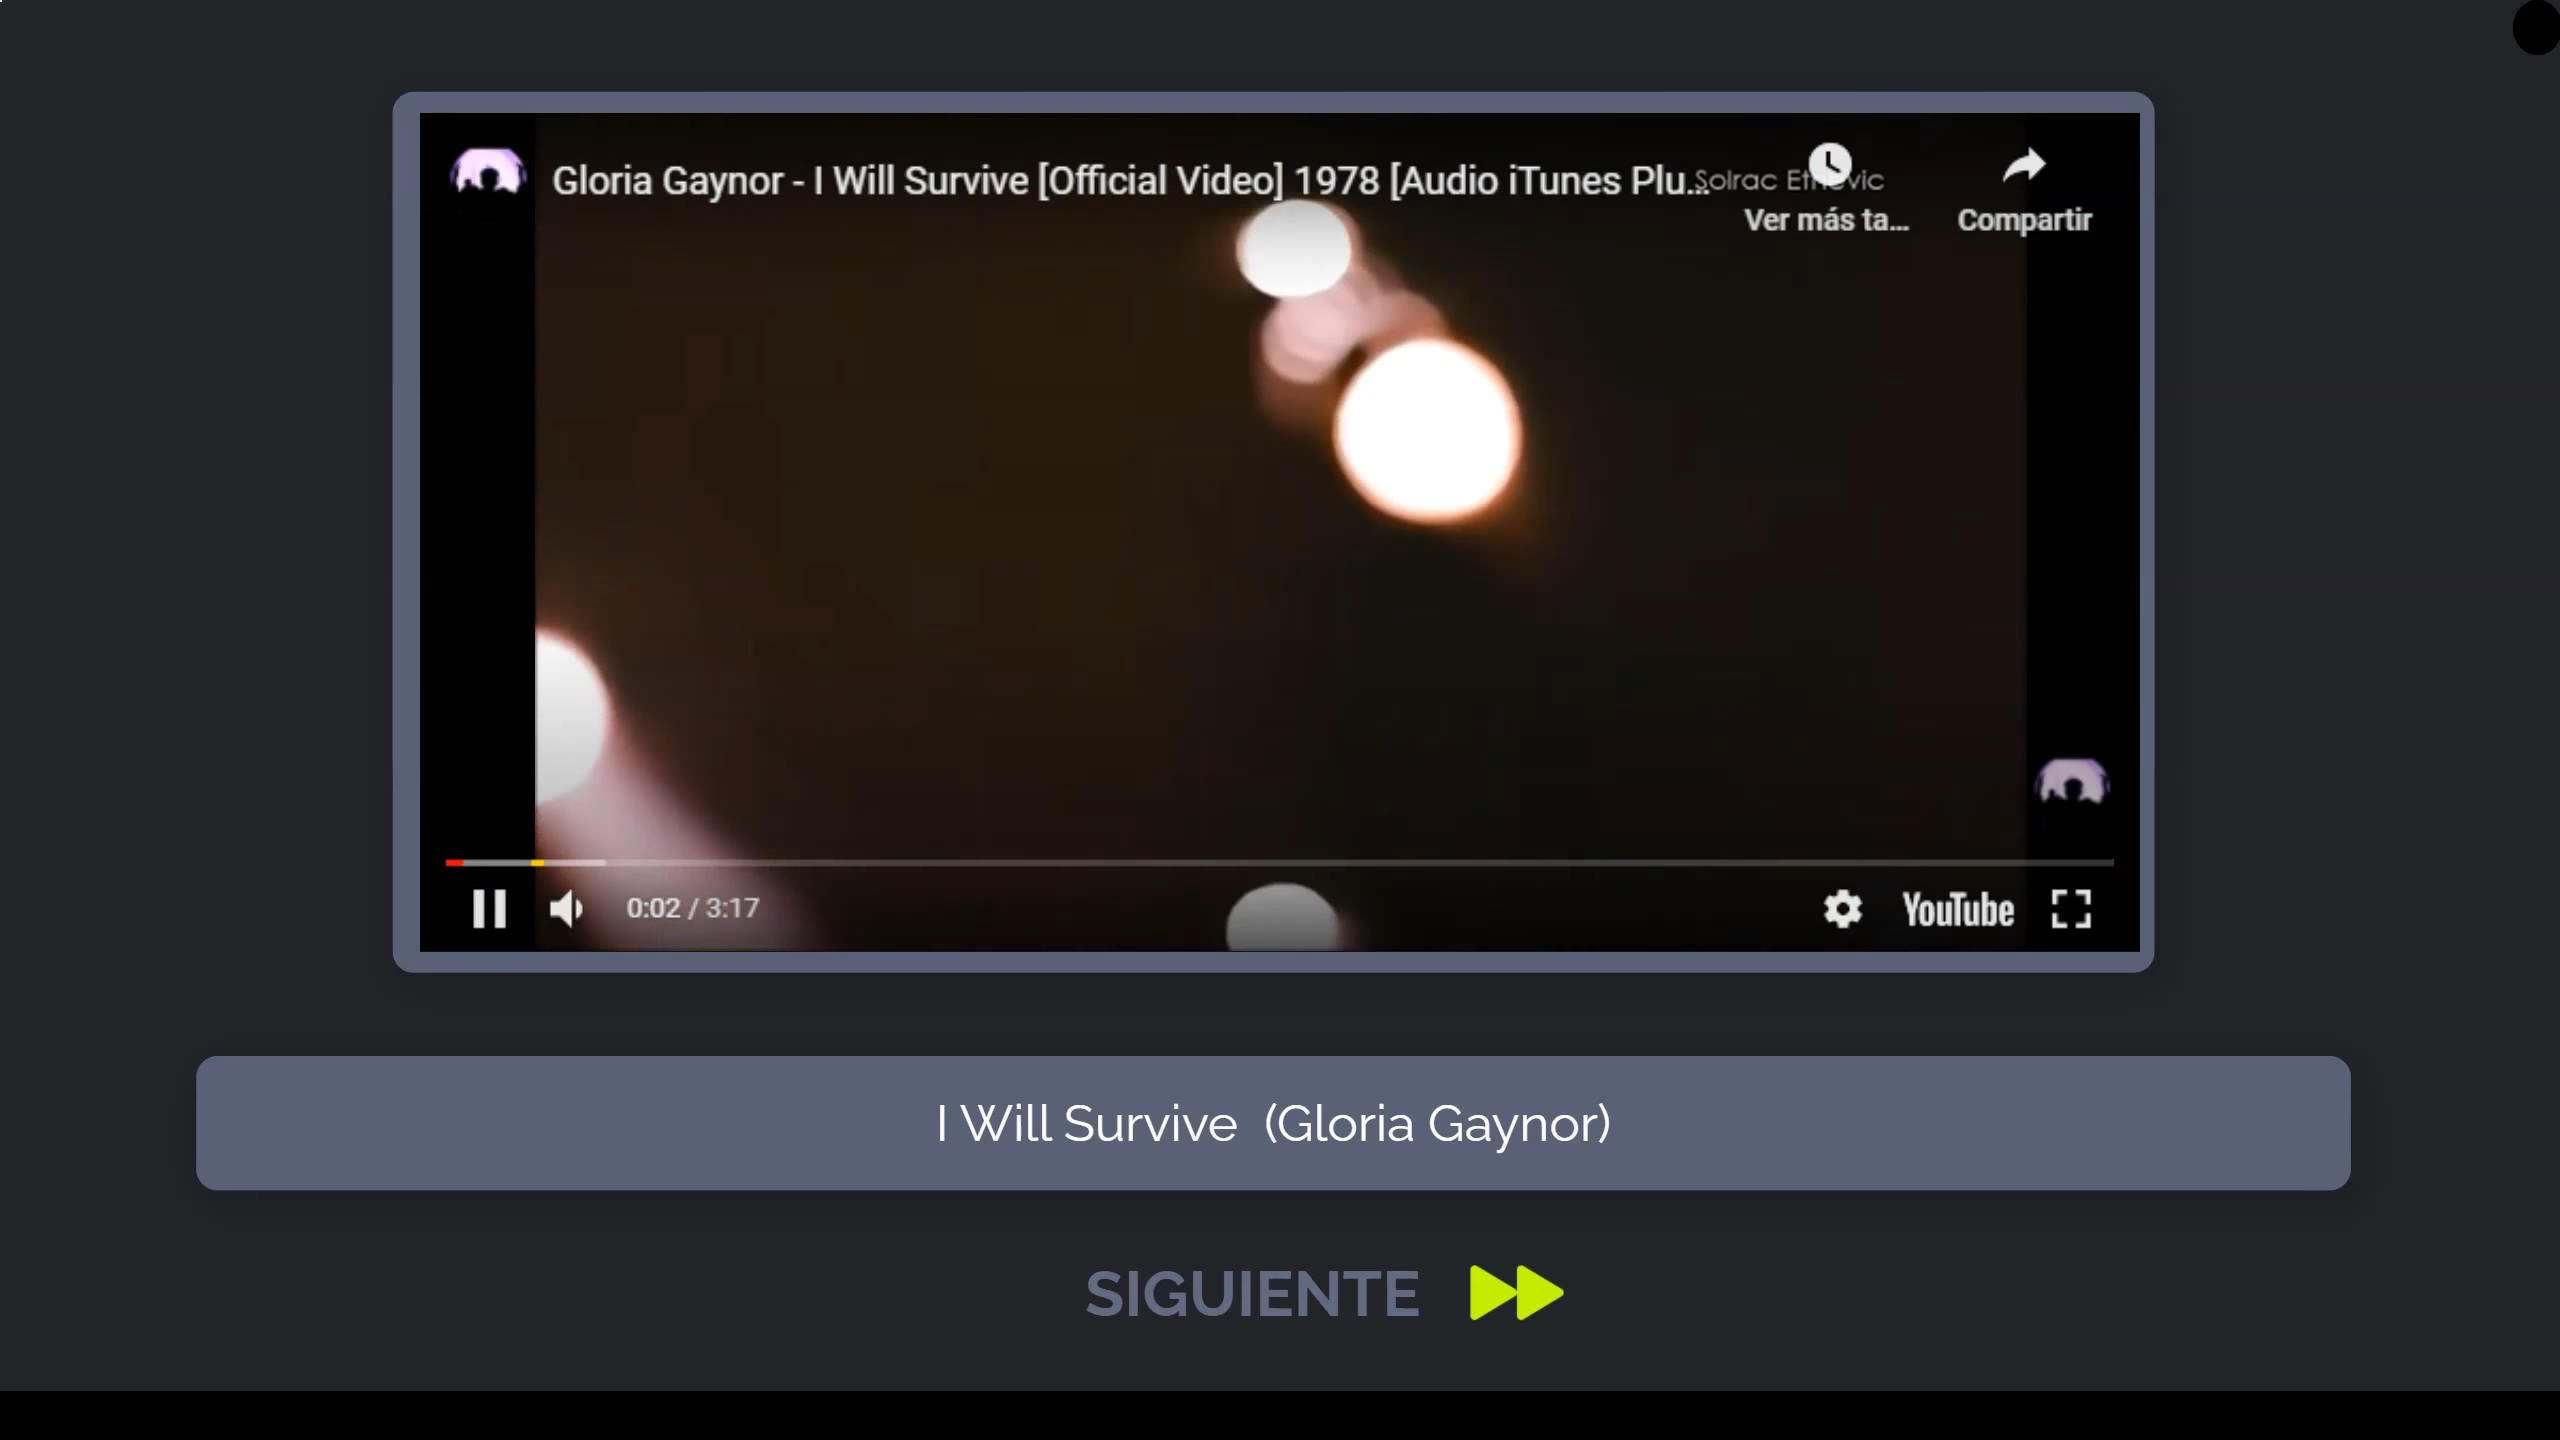 Gloria Gaynor - I Will Survive [Official Video] 1978 [Audio iTunes Plu...
Solrac
Ver más ta...
Compartir
0:02 / 3:17
YouTube
I Will Survive (Gloria Gaynor)
SIGUIENTE